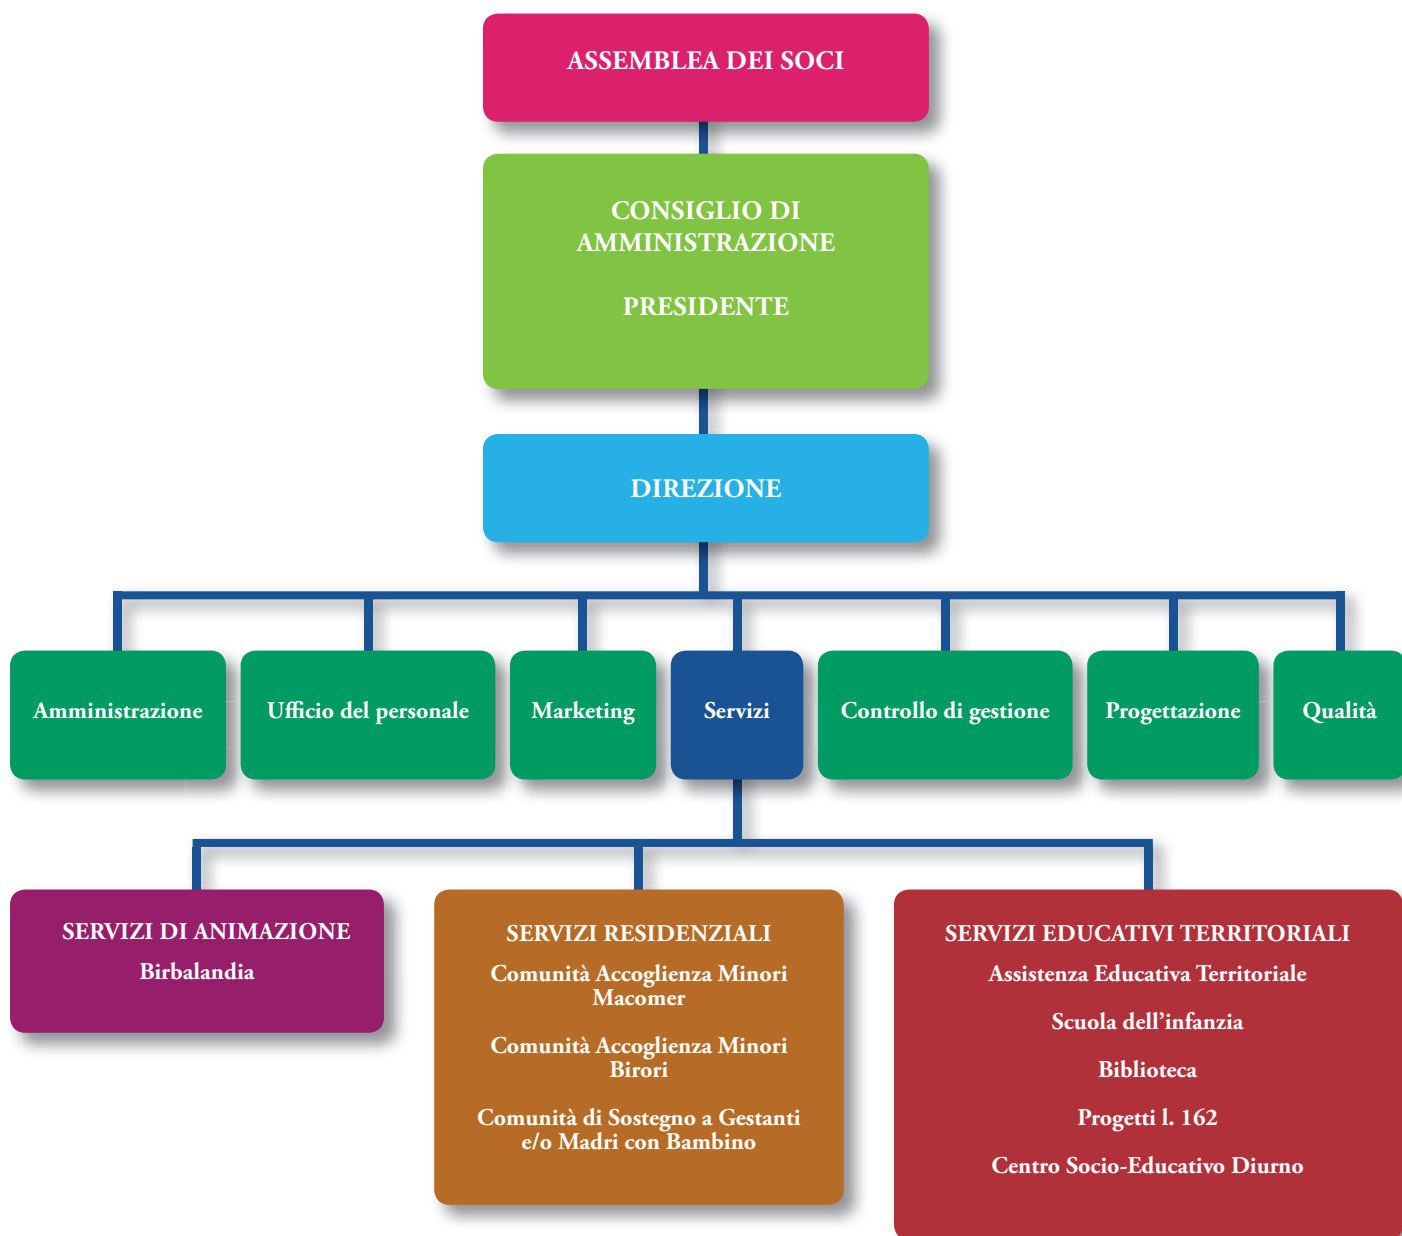 ASSEMBLEA DEI SOCI
CONSIGLIO DI
AMMINISTRAZIONE
PRESIDENTE
DIREZIONE
Amministrazione
Ufficio del personale
Marketing
Servizi
Controllo di gestione
Progettazione
Qualità
SERVIZI DI ANIMAZIONE
Birbalandia
SERVIZI RESIDENZIALI
Comunità Accoglienza Minori
Macomer
Comunità Accoglienza Minori
Birori
Comunità di Sostegno a Gestanti
e/o Madri con Bambino
SERVIZI EDUCATIVI TERRITORIALI
Assistenza Educativa Territoriale
Scuola dell’infanzia
Biblioteca
Progetti l. 162
Centro Socio-Educativo Diurno